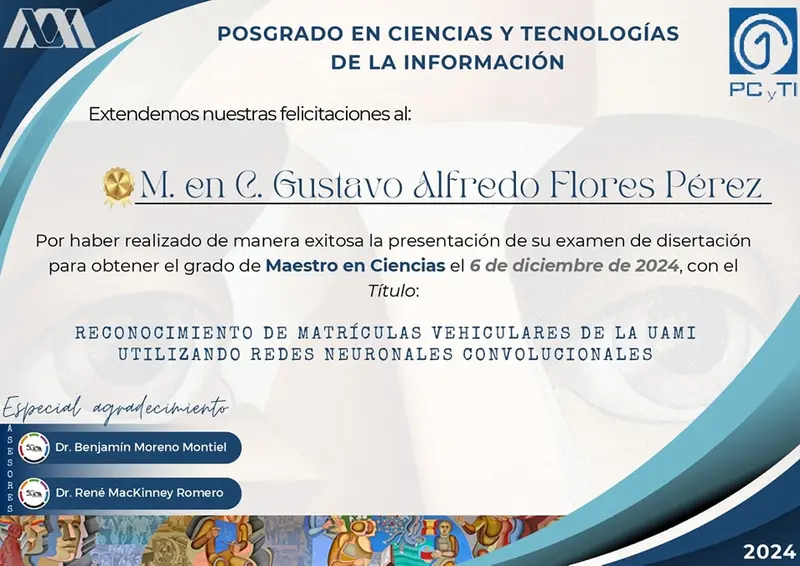 POSGRADO EN CIENCIAS Y TECNOLOGÍAS
DE LA INFORMACIÓN
PCyTI
Extendemos nuestras felicitaciones al:
M. en C. Gustavo Alfredo Flores Pérez
Por haber realizado de manera exitosa la presentación de su examen de disertación
para obtener el grado de Maestro en Ciencias el 6 de diciembre de 2024, con el
Título:
RECONOCIMIENTO DE MATRÍCULAS VEHICULARES DE LA UAMI
UTILIZANDO REDES NEURONALES CONVOLUCIONALES
Especial agradecimiento
ASESORES
Dr. Benjamín Moreno Montiel
Dr. René MacKinney Romero
2024